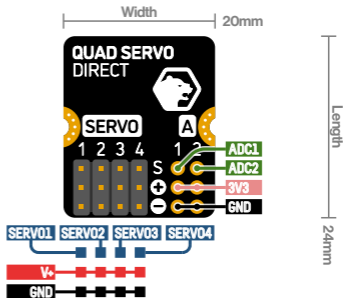 Width
20mm
QUAD SERVO
DIRECT
SERVO A
1 2 3 4 1 2
S
ADC1
ADC2
3V3
GND
Length
24mm
SERVO1 SERVO2 SERVO3 SERVO4
V+
GND